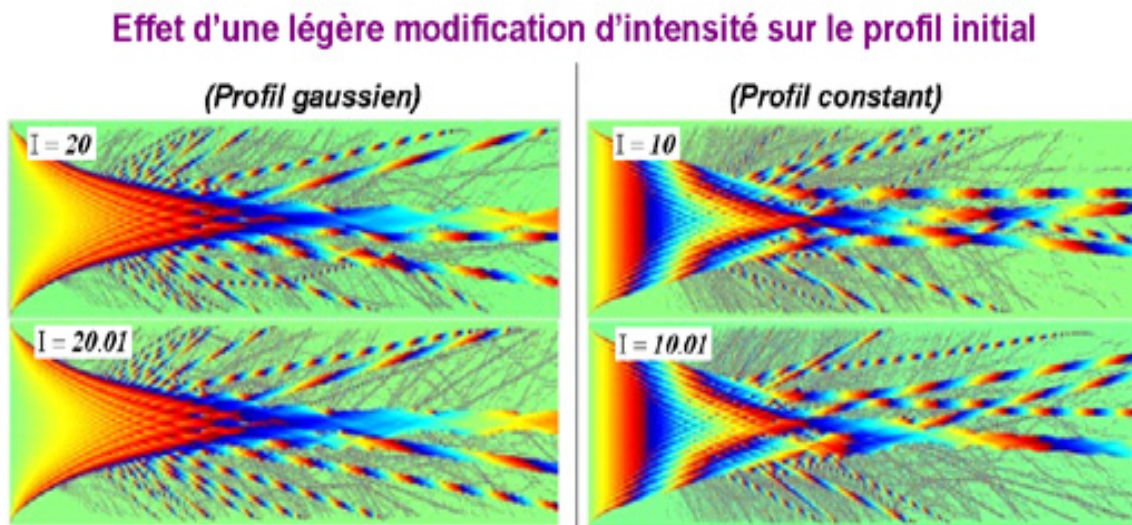 Effet d'une légère modification d'intensité sur le profil initial
(Profil gaussien)
(Profil constant)
I = 20
I = 10
I = 20.01
I = 10.01